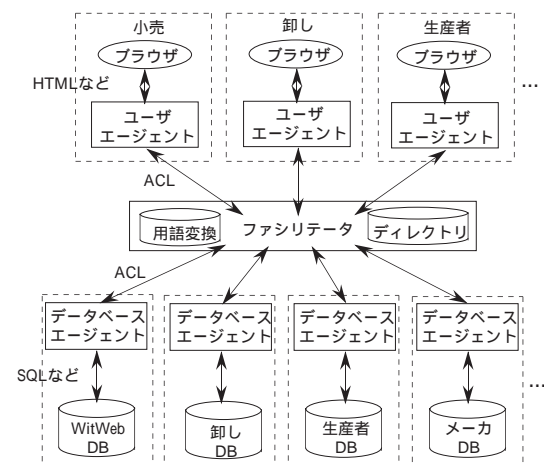 小売 卸し 生産者
ブラウザ ブラウザ ブラウザ
HTMLなど
…
ユーザ
エージェント
ユーザ
エージェント
ユーザ
エージェント
ACL
用語変換
ファシリテータ
ディレクトリ
ACL
データベース
エージェント
データベース
エージェント
データベース
エージェント
データベース
エージェント
SQLなど
…
WitWeb
DB
卸し
DB
生産者
DB
メーカ
DB